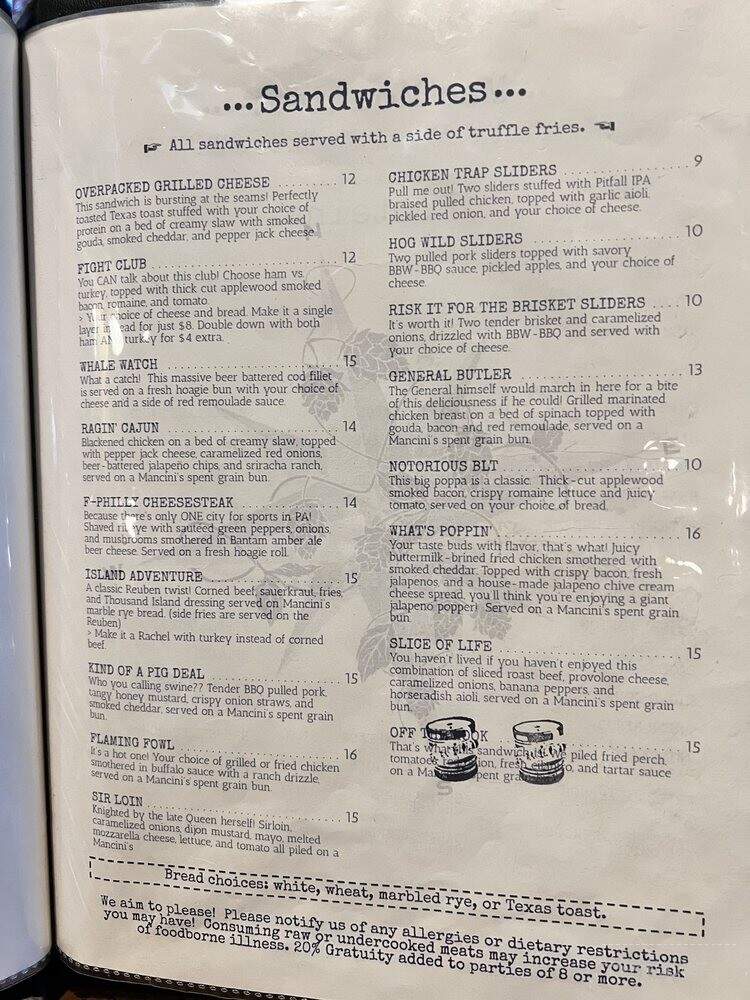 ...Sandwiches...
All sandwiches served with a side of truffle fries.
OVERPACKED GRILLED CHEESE ......... 12
This sandwich is bursting at the seams! Perfectly
toasted Texas toast stuffed with your choice of
protein on a bed of creamy slaw with smoked
gouda, smoked cheddar, and pepper jack cheese
FIGHT CLUB ......... 12
You CAN talk about this club! Choose ham vs.
turkey, topped with thick cut applewood smoked
bacon, romaine, and tomato.
> Your choice of cheese and bread. Make it a single
layer for just $8. Double down with both
ham AND turkey for $4 extra.
WHALE WATCH ......... 15
What a catch! This massive beer battered cod fillet
is served on a fresh hoagie bun with your choice of
cheese and a side of red remoulade sauce.
RAGIN' CAJUN ......... 14
Blackened chicken on a bed of creamy slaw, topped
with pepper jack cheese, caramelized red onions,
beer-battered jalapeño chips, and sriracha ranch,
served on a Mancini's spent grain bun.
F-PHILLY CHEESESTEAK ......... 14
Because there's only ONE city for sports in PA!
Shaved ribeye with sautéed green peppers, onions,
and mushrooms smothered in Bantam amber ale
beer cheese. Served on a fresh hoagie roll.
ISLAND ADVENTURE ......... 15
A classic Reuben twist! Corned beef, sauerkraut, fries,
and Thousand Island dressing served on Mancini's
marble rye bread. (side fries are served on the
Reuben)
> Make it a Rachel with turkey instead of corned
beef.
KIND OF A PIG DEAL ......... 15
Who you calling swine?? Tender BBQ pulled pork,
tangy honey mustard, crispy onion straws, and
smoked cheddar, served on a Mancini's spent grain
bun.
FLAMING FOWL ......... 16
It's a hot one! Your choice of grilled or fried chicken
smothered in buffalo sauce with a ranch drizzle,
served on a Mancini's spent grain bun.
SIR LOIN ......... 15
Knighted by the late Queen herself! Sirloin,
caramelized onions, dijon mustard, mayo, melted
mozzarella cheese, lettuce, and tomato all piled on a
Mancini's
CHICKEN TRAP SLIDERS ......... 9
Pull me out! Two sliders stuffed with Pitfall IPA
braised pulled chicken, topped with garlic aioli,
pickled red onion, and your choice of cheese.
HOG WILD SLIDERS ......... 10
Two pulled pork sliders topped with savory
BBW-BBQ sauce, pickled apples, and your choice of
cheese.
RISK IT FOR THE BRISKET SLIDERS .... 10
It's worth it! Two tender brisket and caramelized
onions, drizzled with BBW-BBQ and served with
your choice of cheese.
GENERAL BUTLER ......... 13
The General himself would march in here for a bite
of this deliciousness if he could! Grilled marinated
chicken breast on a bed of spinach topped with
gouda, bacon and red remoulade, served on a
Mancini's spent grain bun.
NOTORIOUS BLT ......... 10
This big poppa is a classic. Thick-cut applewood
smoked bacon, crispy romaine lettuce and juicy
tomato, served on your choice of bread.
WHAT'S POPPIN' ......... 16
Your taste buds with flavor, that's what! Juicy
buttermilk-brined fried chicken smothered with
smoked cheddar. Topped with crispy bacon, fresh
jalapenos, and a house-made jalapeno chive cream
cheese spread, you'll think you're enjoying a giant
jalapeno popper! Served on a Mancini's spent grain
bun.
SLICE OF LIFE ......... 15
You haven't lived if you haven't enjoyed this
combination of sliced roast beef, provolone cheese,
caramelized onions, banana peppers, and
horseradish aioli, served on a Mancini's spent grain
bun.
OFF ......... 15
That's sandwich piled fried perch,
tomatoes, fresh and tartar sauce
on a spent
Bread choices: white, wheat, marbled rye, or Texas toast.
We aim to please! Please notify us of any allergies or dietary restrictions
you may have! Consuming raw or undercooked meats may increase your risk
of foodborne illness. 20% Gratuity added to parties of 8 or more.